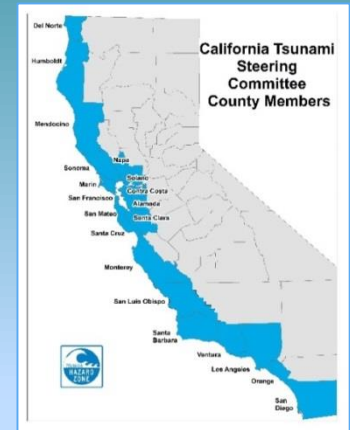 California Tsunami
Steering
Committee
County Members
Del Norte
Humboldt
Mendocino
Napa
Sonoma
Solano
Marin
Contra Costa
San Francisco
Alameda
San Mateo
Santa Clara
Santa Cruz
Monterey
San Luis Obispo
Santa
Barbara
Ventura
Los Angeles
Orange
San
Diego
HAZARD
ZONE